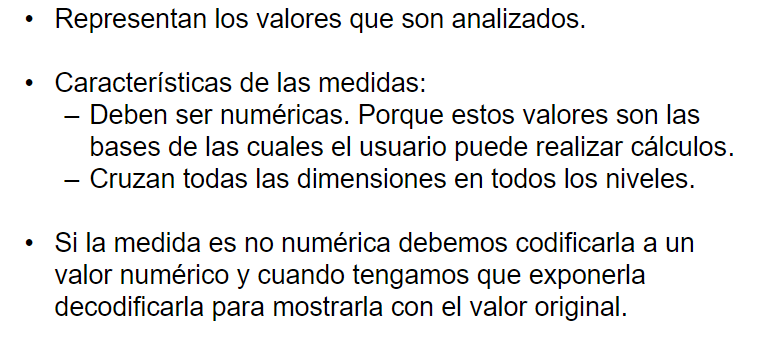 • Representan los valores que son analizados.
• Características de las medidas:
– Deben ser numéricas. Porque estos valores son las
bases de las cuales el usuario puede realizar cálculos.
– Cruzan todas las dimensiones en todos los niveles.
• Si la medida es no numérica debemos codificarla a un
valor numérico y cuando tengamos que exponerla
decodificarla para mostrarla con el valor original.